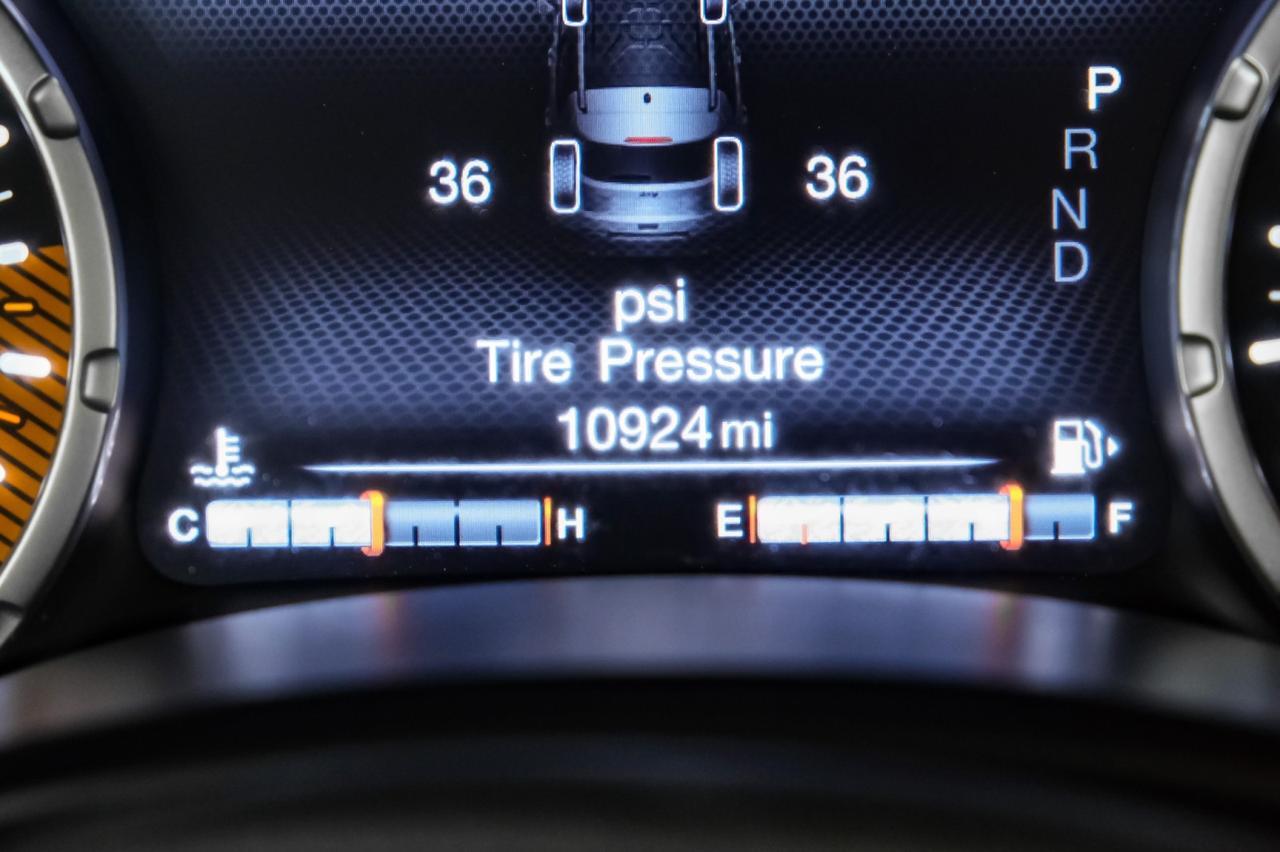 P
R
36 36
N
D
psi
Tire Pressure
10924 mi
C H E F